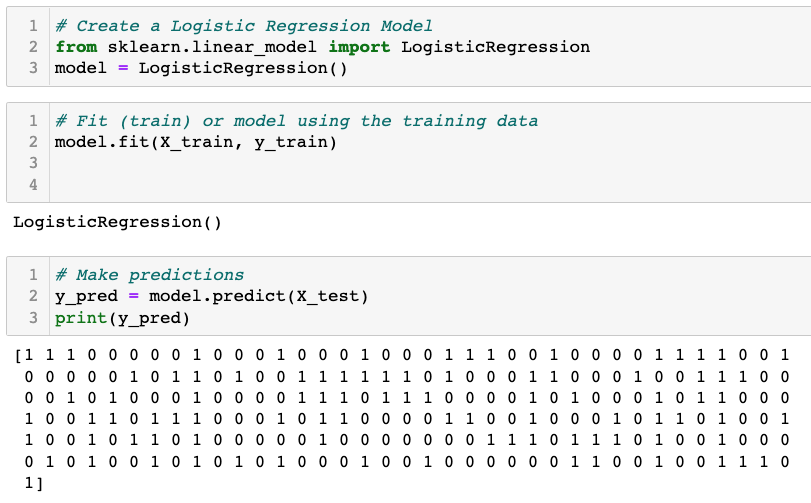 1 # Create a Logistic Regression Model
2 from sklearn.linear_model import LogisticRegression
3 model = LogisticRegression()
1 # Fit (train) or model using the training data
2 model.fit(X_train, y_train)
3
4
LogisticRegression()
1 # Make predictions
2 y_pred = model.predict(X_test)
3 print(y_pred)
[1 1 1 0 0 0 0 0 1 0 0 0 1 0 0 0 1 0 0 0 1 1 1 0 0 1 0 0 0 0 1 1 1 1 0 0 1
0 0 0 0 0 1 0 1 1 0 1 0 0 1 1 1 1 1 1 0 1 0 0 0 1 1 0 0 0 1 0 0 1 1 1 0 0
0 0 1 0 1 0 0 0 1 0 0 0 0 0 1 1 1 0 1 1 1 0 0 0 0 1 0 1 0 0 0 1 0 1 1 0 0 0
1 0 0 1 1 0 1 1 1 0 0 0 1 0 1 1 0 0 0 0 1 1 0 0 1 0 0 0 1 0 1 1 0 1 0 0 1
1 0 0 1 0 1 1 0 1 0 0 0 0 0 1 0 0 0 0 0 0 0 1 1 1 0 1 1 1 0 1 0 0 1 0 0 0
0 1 0 1 0 0 1 0 1 0 1 0 1 0 0 0 1 0 0 1 0 0 0 0 0 0 1 1 0 0 1 0 0 1 1 1 0
1]